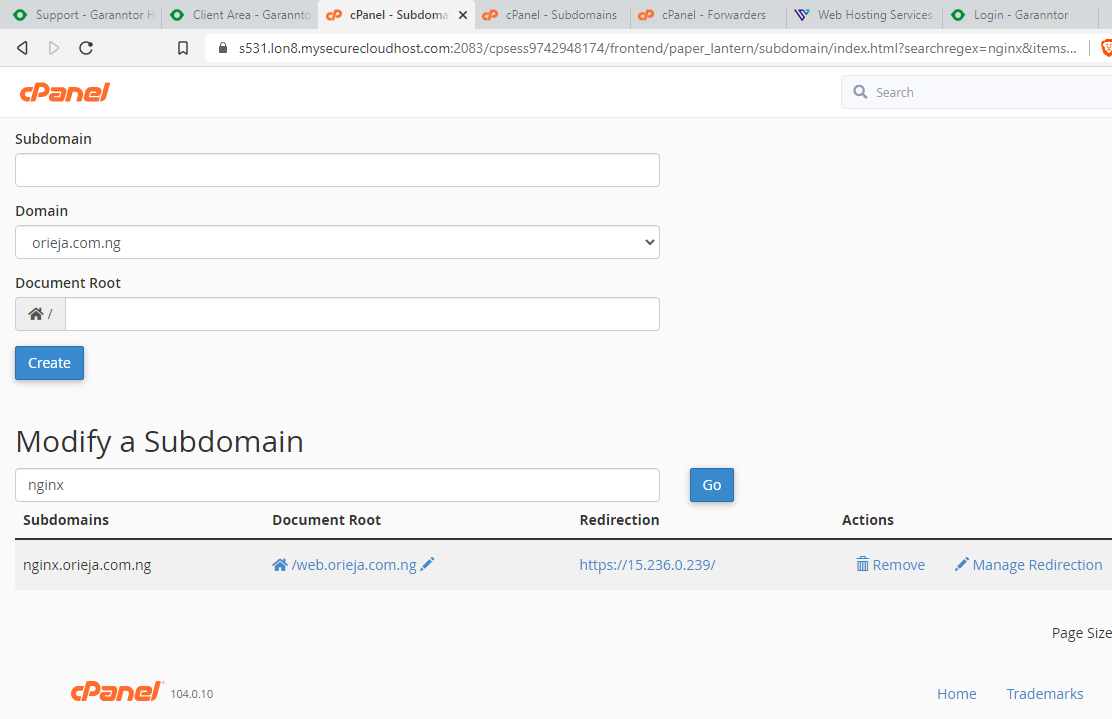 Support - Garanntor H
Client Area - Garannto
cPanel - Subdoma
cPanel - Subdomains
cPanel - Forwarders
Web Hosting Services
Login - Garanntor
s531.lon8.mysecurecloudhost.com:2083/cpsess9742948174/frontend/paper_lantern/subdomain/index.html?searchregex=nginx&items...
cPanel
Search
Subdomain
Domain
orieja.com.ng
Document Root
/
Create
Modify a Subdomain
nginx
Go
Subdomains Document Root Redirection Actions
nginx.orieja.com.ng /web.orieja.com.ng https://15.236.0.239/ Remove Manage Redirection
Page Size
cPanel 104.0.10 Home Trademarks